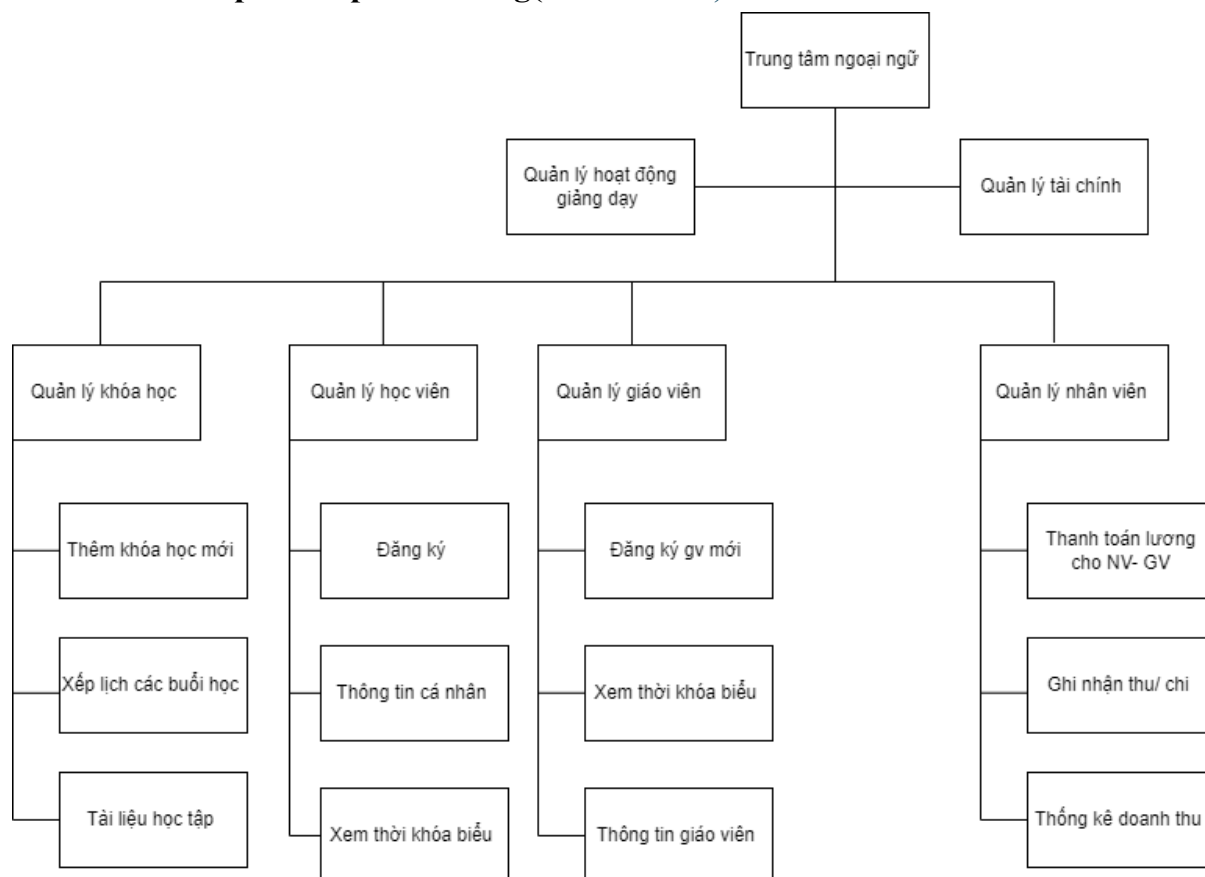 Trung tâm ngoại ngữ
Quản lý hoạt động
giảng dạy
Quản lý tài chính
Quản lý khóa học
Quản lý học viên
Quản lý giáo viên
Quản lý nhân viên
Thêm khóa học mới
Đăng ký
Đăng ký gv mới
Thanh toán lương
cho NV- GV
Xếp lịch các buổi học
Thông tin cá nhân
Xem thời khóa biểu
Ghi nhận thu/ chi
Tài liệu học tập
Xem thời khóa biểu
Thông tin giáo viên
Thống kê doanh thu